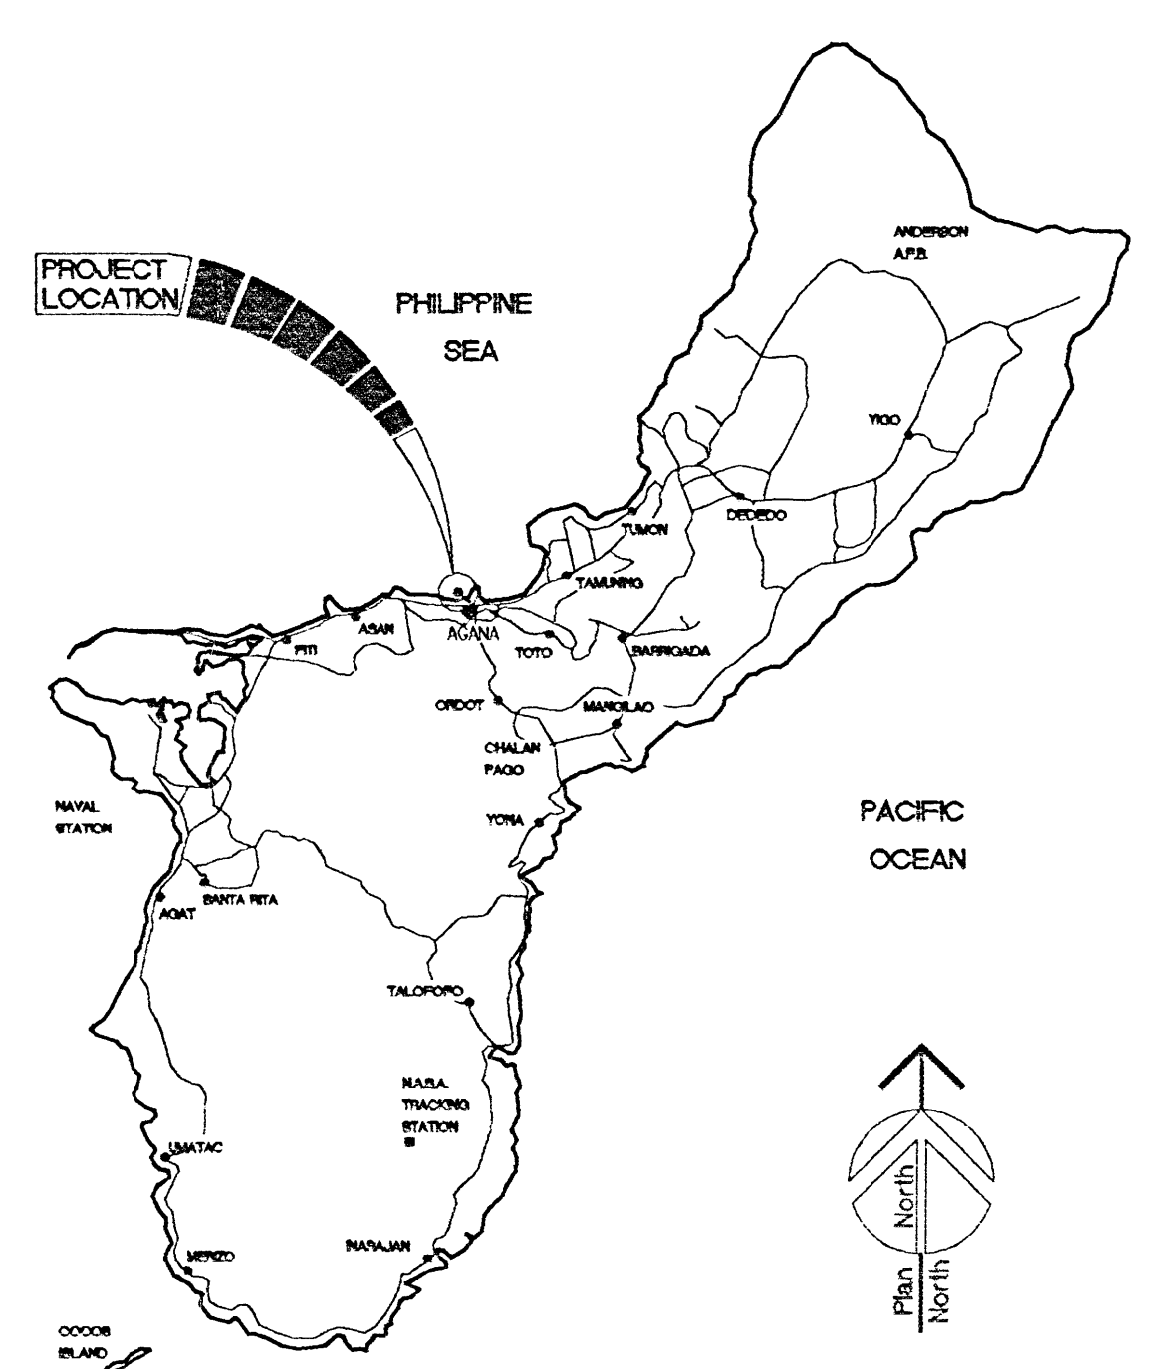 ANDERSON
A.F.B.
PROJECT
LOCATION
PHILIPPINE
SEA
YIGO
DEDEDO
TUMON
TAMUNING
AGANA
ASAN
PITI
TOTO
BARRIGADA
ORDOT
MANGILAO
CHALAN
PAGO
NAVAL
STATION
PACIFIC
OCEAN
YONA
SANTA RITA
AGAT
TALOFOFO
N.A.S.A.
TRACKING
STATION
UMATAC
INARAJAN
MERIZO
COCOS
ISLAND
North
Plan
North